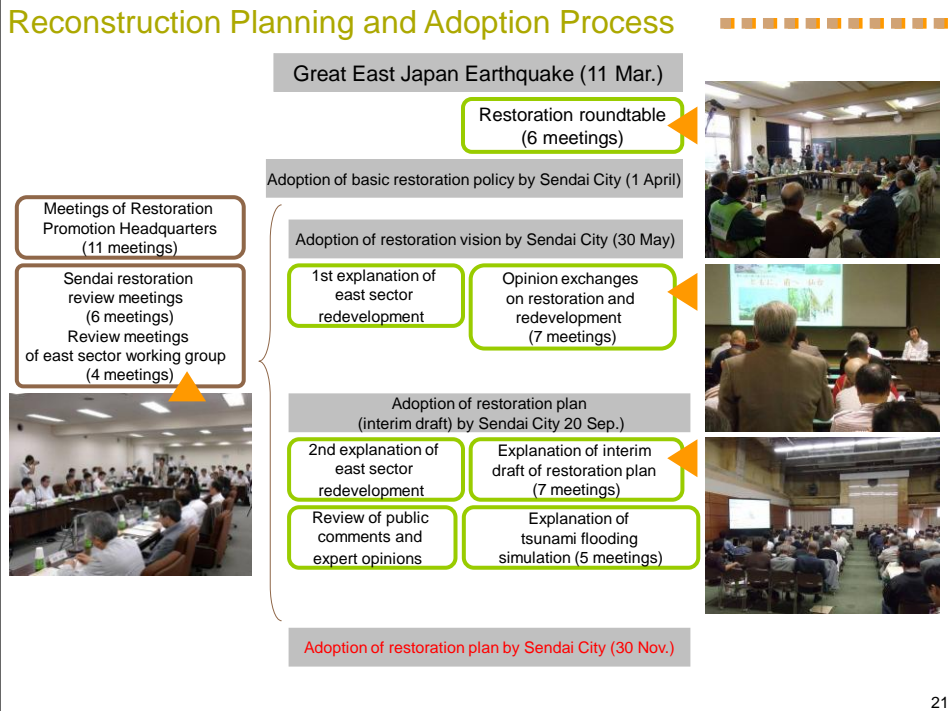 Reconstruction Planning and Adoption Process
Great East Japan Earthquake (11 Mar.)
Restoration roundtable
(6 meetings)
Adoption of basic restoration policy by Sendai City (1 April)
Meetings of Restoration
Promotion Headquarters
(11 meetings)
Sendai restoration
review meetings
(6 meetings)
Review meetings
of east sector working group
(4 meetings)
Adoption of restoration vision by Sendai City (30 May)
1st explanation of
east sector
redevelopment
Opinion exchanges
on restoration and
redevelopment
(7 meetings)
Adoption of restoration plan
(interim draft) by Sendai City 20 Sep.)
2nd explanation of
east sector
redevelopment
Explanation of interim
draft of restoration plan
(7 meetings)
Review of public
comments and
expert opinions
Explanation of
tsunami flooding
simulation (5 meetings)
Adoption of restoration plan by Sendai City (30 Nov.)
21